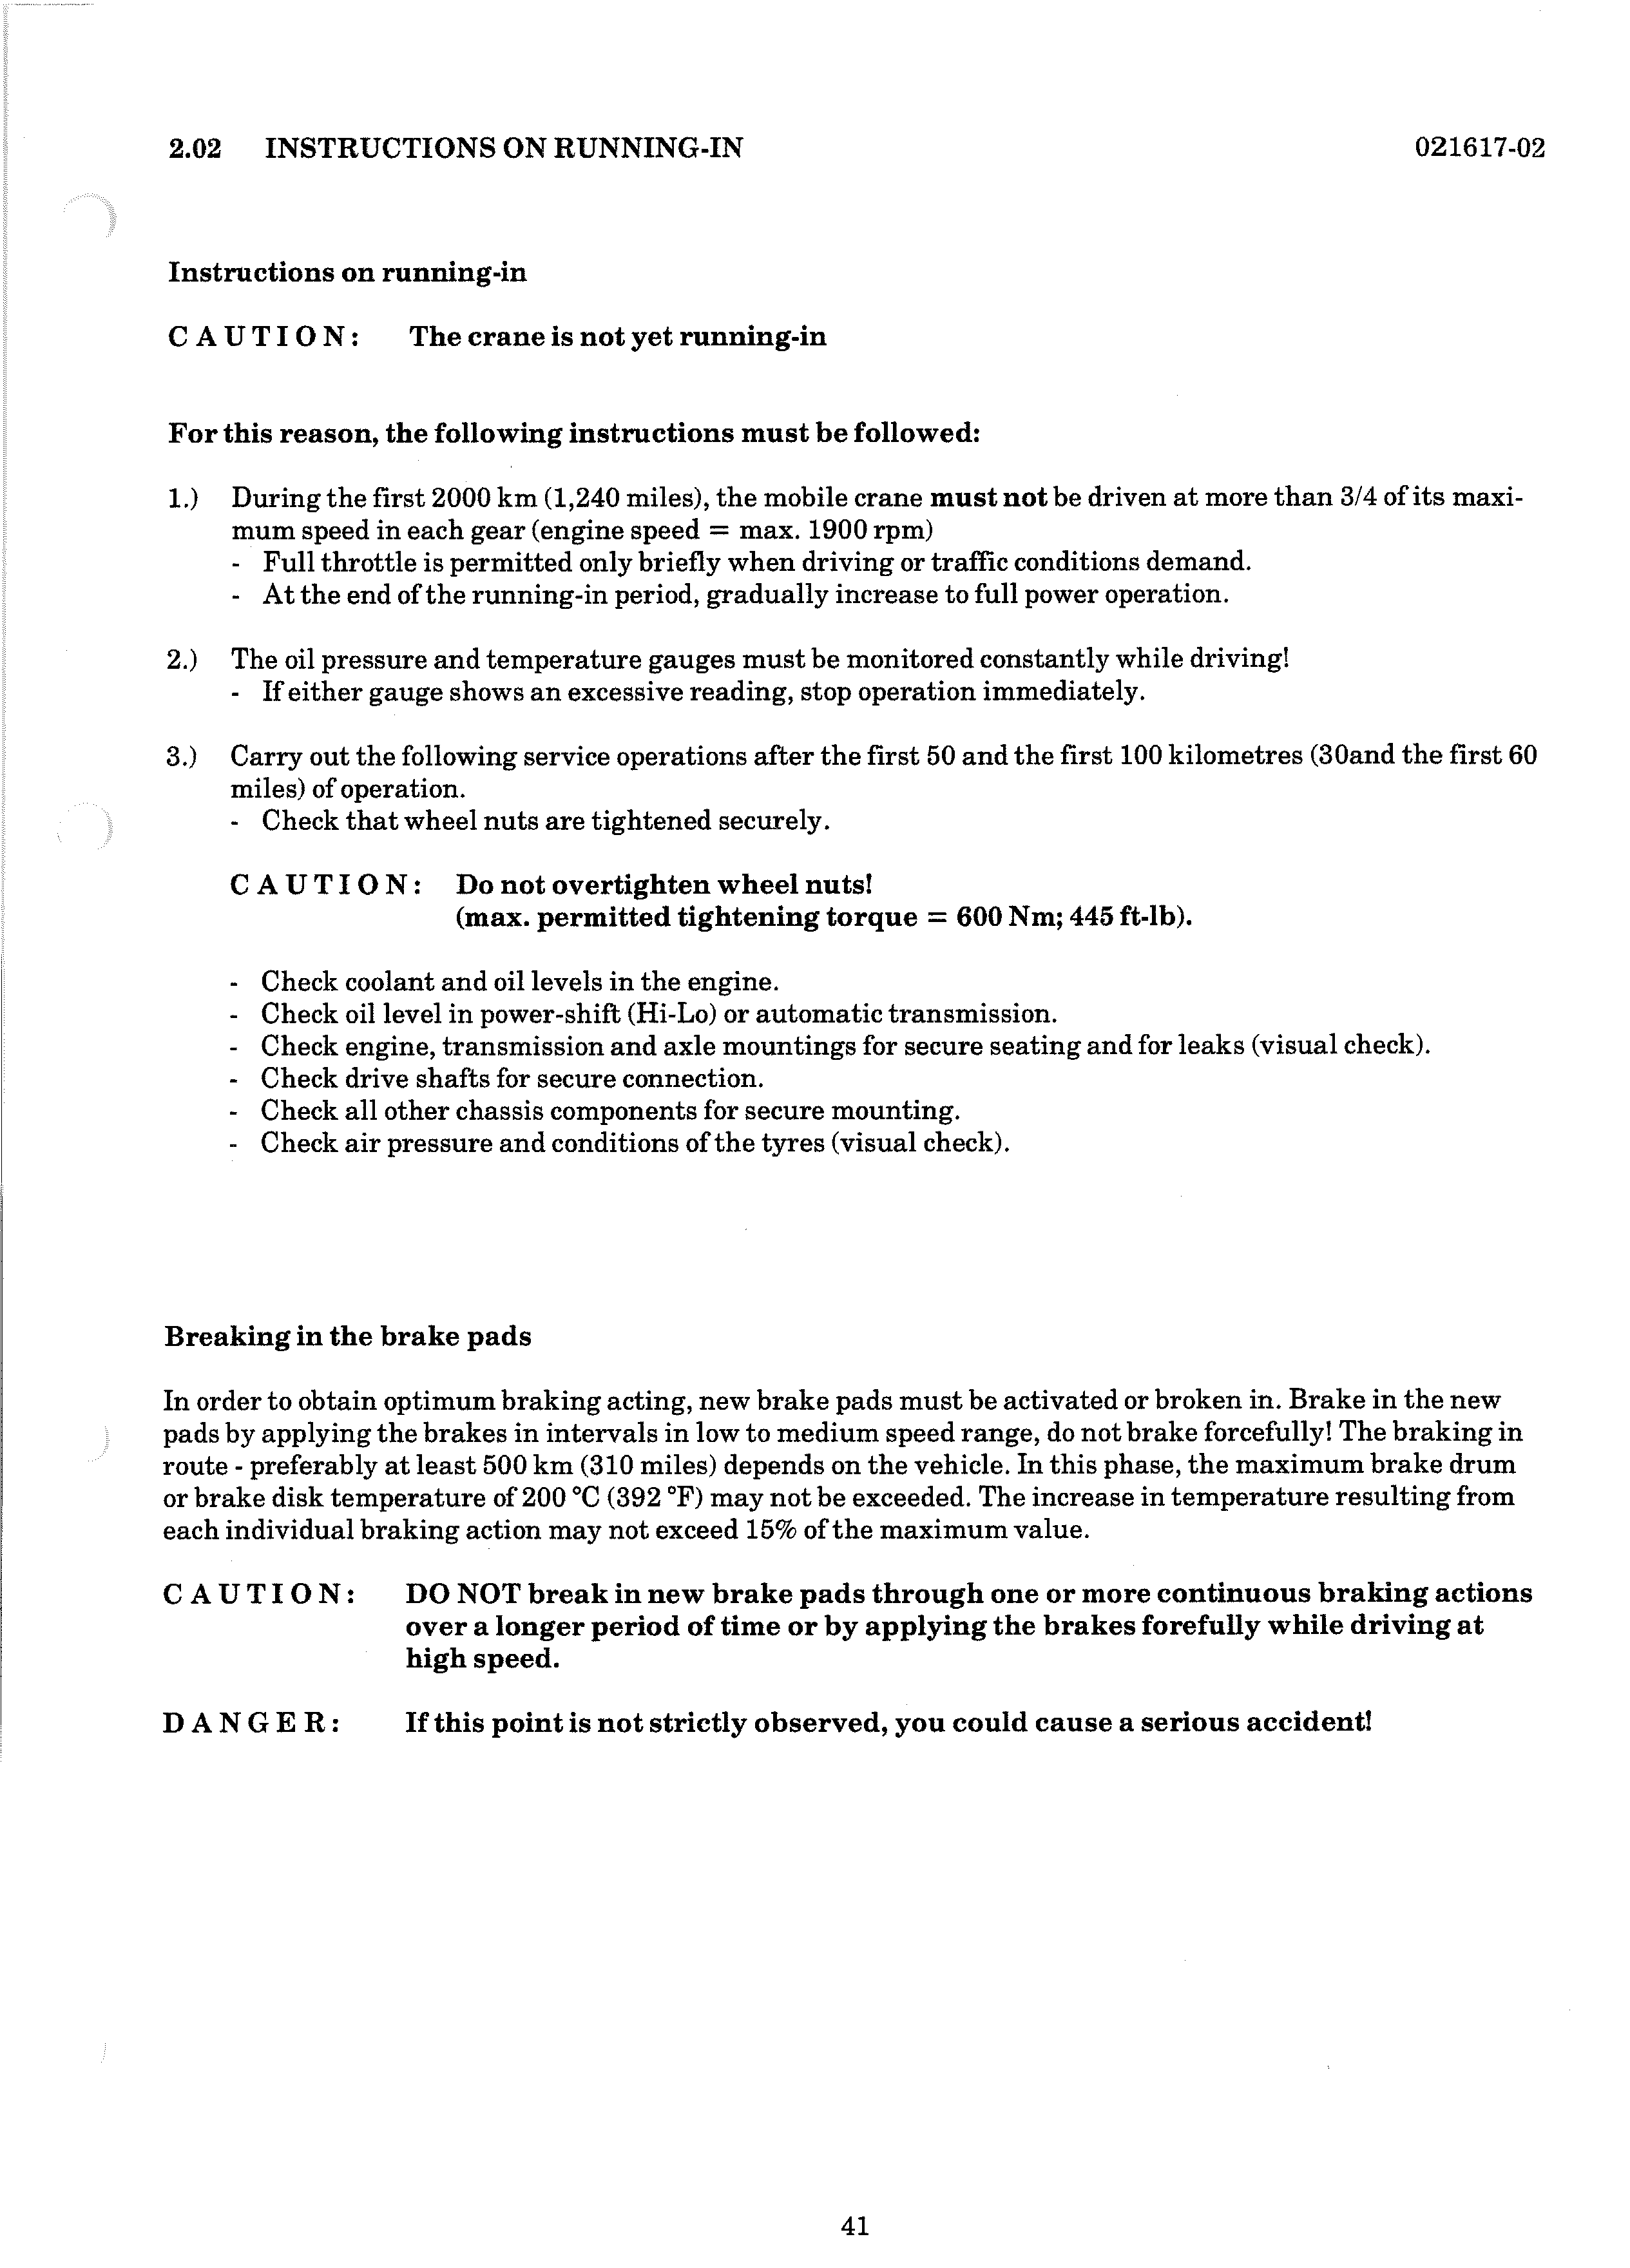 2.02 INSTRUCTIONS ON RUNNING-IN 021617-02
Instructions on running-in
C A U T I O N : The crane is not yet running-in
For this reason, the following instructions must be followed:
1.) During the first 2000 km (1,240 miles), the mobile crane must not be driven at more than 3/4 of its maxi-
mum speed in each gear (engine speed = max. 1900 rpm)
- Full throttle is permitted only briefly when driving or traffic conditions demand.
- At the end of the running-in period, gradually increase to full power operation.
2.) The oil pressure and temperature gauges must be monitored constantly while driving!
- If either gauge shows an excessive reading, stop operation immediately.
3.) Carry out the following service operations after the first 50 and the first 100 kilometres (30and the first 60
miles) of operation.
- Check that wheel nuts are tightened securely.
C A U T I O N : Do not overtighten wheel nuts!
(max. permitted tightening torque = 600 Nm; 445 ft-lb).
- Check coolant and oil levels in the engine.
- Check oil level in power-shift (Hi-Lo) or automatic transmission.
- Check engine, transmission and axle mountings for secure seating and for leaks (visual check).
- Check drive shafts for secure connection.
- Check all other chassis components for secure mounting.
- Check air pressure and conditions of the tyres (visual check).
Breaking in the brake pads
In order to obtain optimum braking acting, new brake pads must be activated or broken in. Brake in the new
pads by applying the brakes in intervals in low to medium speed range, do not brake forcefully! The braking in
route - preferably at least 500 km (310 miles) depends on the vehicle. In this phase, the maximum brake drum
or brake disk temperature of 200 °C (392 °F) may not be exceeded. The increase in temperature resulting from
each individual braking action may not exceed 15% of the maximum value.
C A U T I O N : DO NOT break in new brake pads through one or more continuous braking actions
over a longer period of time or by applying the brakes forefully while driving at
high speed.
D A N G E R : If this point is not strictly observed, you could cause a serious accident!
41